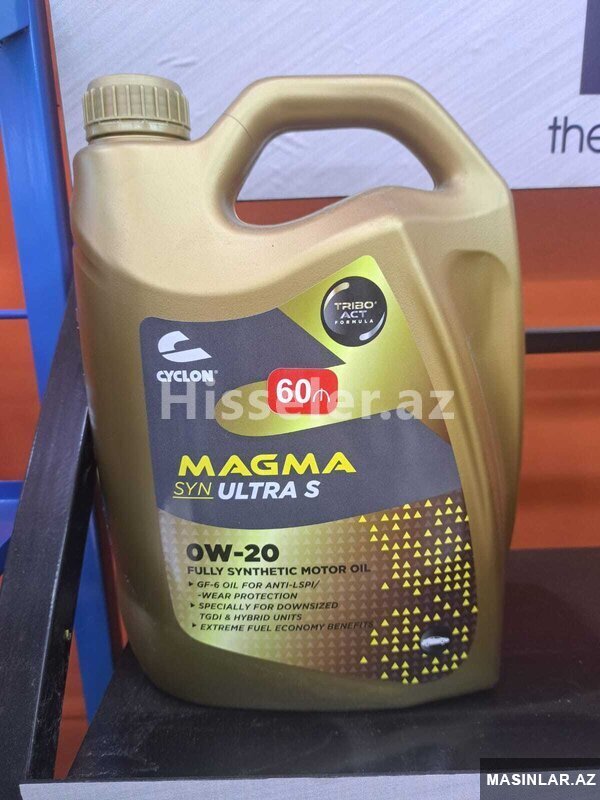 the
TRIBO
ACT
FORMULA
CYCLON®
60₼
Hisseler.az
MAGMA
SYN ULTRA S
0W-20
FULLY SYNTHETIC MOTOR OIL
GF-6 OIL FOR ANTI-LSPI/
-WEAR PROTECTION
SPECIALLY FOR DOWNSIZED
TGDI & HYBRID UNITS
EXTREME FUEL ECONOMY BENEFITS
MASINLAR.AZ